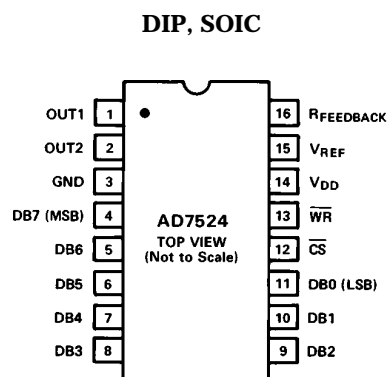 DIP, SOIC
OUT1 1
OUT2 2
GND 3
DB7 (MSB) 4
DB6 5
DB5 6
DB4 7
DB3 8
AD7524
TOP VIEW
(Not to Scale)
16 RFEEDBACK
15 VREF
14 VDD
13 W̅R̅
12 C̅S̅
11 DB0 (LSB)
10 DB1
9 DB2